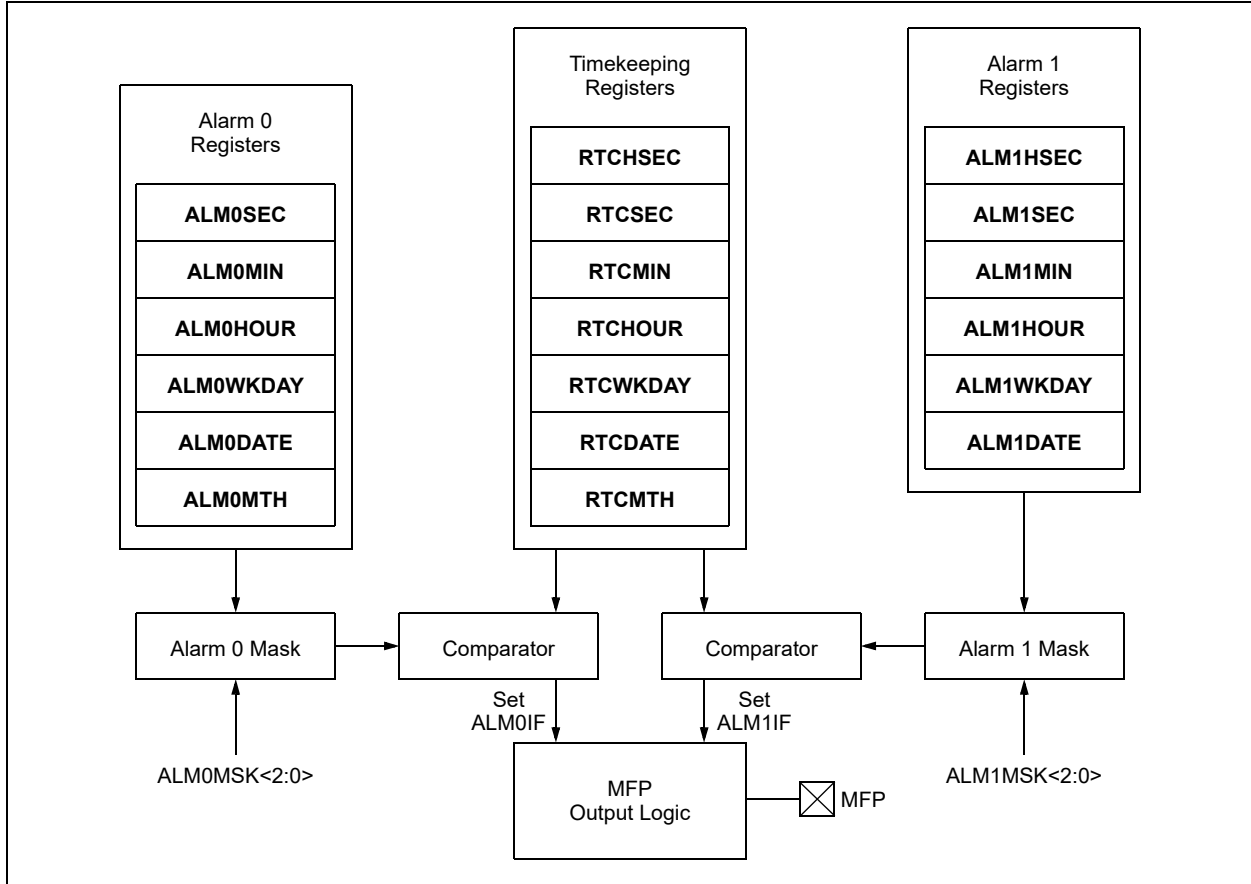 Alarm 0
Registers
ALM0SEC
ALM0MIN
ALM0HOUR
ALM0WKDAY
ALM0DATE
ALM0MTH
Timekeeping
Registers
RTCHSEC
RTCSEC
RTCMIN
RTCHOUR
RTCWKDAY
RTCDATE
RTCMTH
Alarm 1
Registers
ALM1HSEC
ALM1SEC
ALM1MIN
ALM1HOUR
ALM1WKDAY
ALM1DATE
Alarm 0 Mask
Comparator
Comparator
Alarm 1 Mask
Set
ALM0IF
Set
ALM1IF
ALM0MSK<2:0>
MFP
Output Logic
MFP
ALM1MSK<2:0>